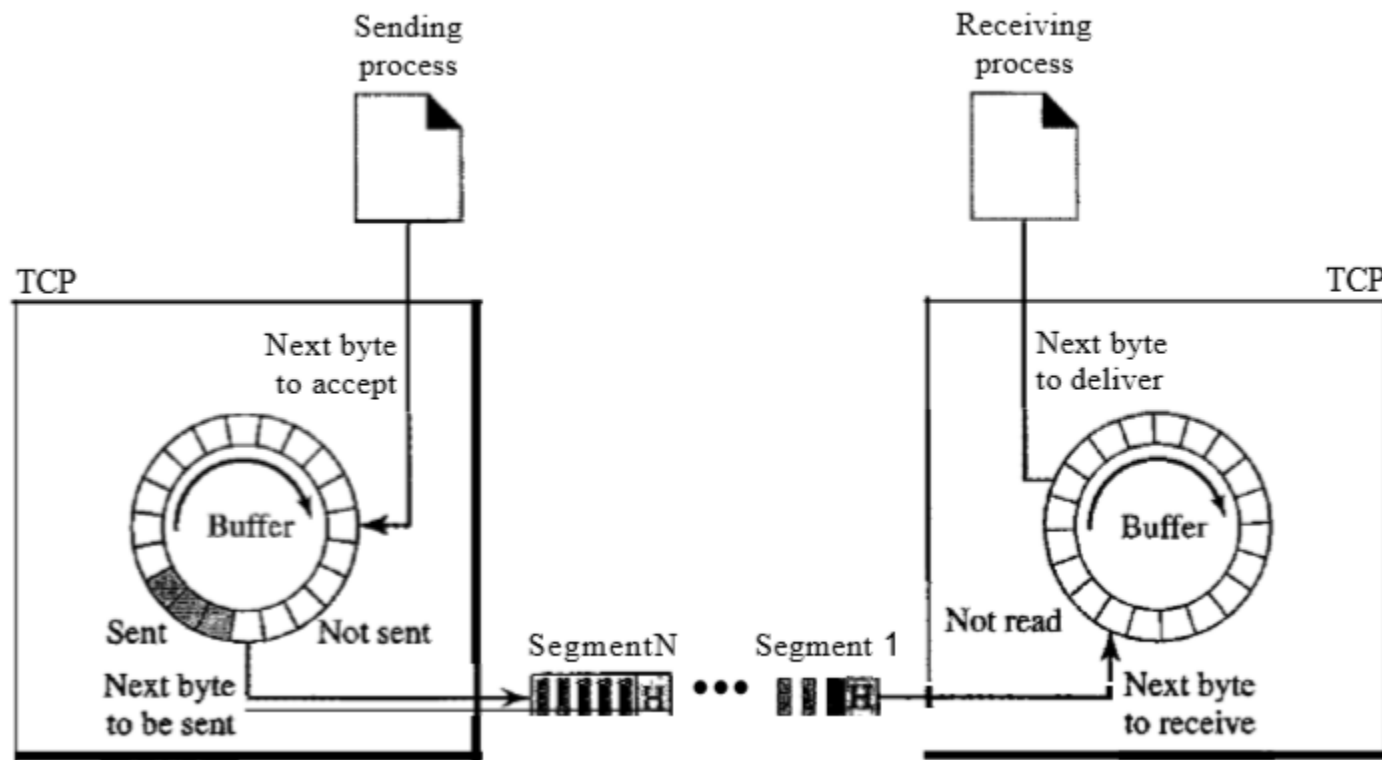 Sending
process
Receiving
process
TCP
TCP
Next byte
to accept
Next byte
to deliver
Buffer
Buffer
Sent
Not sent
Not read
SegmentN
Segment 1
H
H
Next byte
to be sent
Next byte
to receive